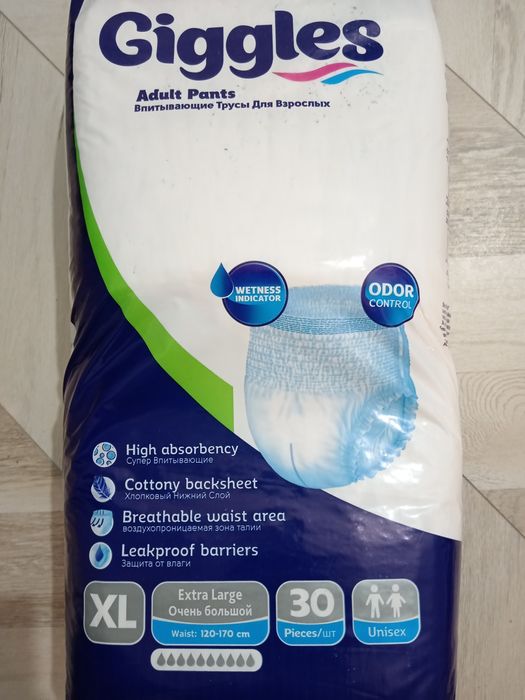 Giggles
Adult Pants
Впитывающие Трусы Для Взрослых
WETNESS
INDICATOR
ODOR
CONTROL
High absorbency
Супер Впитывающие
Cottony backsheet
Хлопковый Нижний Слой
Breathable waist area
воздухопроницаемая зона талии
Leakproof barriers
Защита от влаги
XL
Extra Large
Очень большой
Waist: 120-170 cm
30
Pieces/шт
Unisex